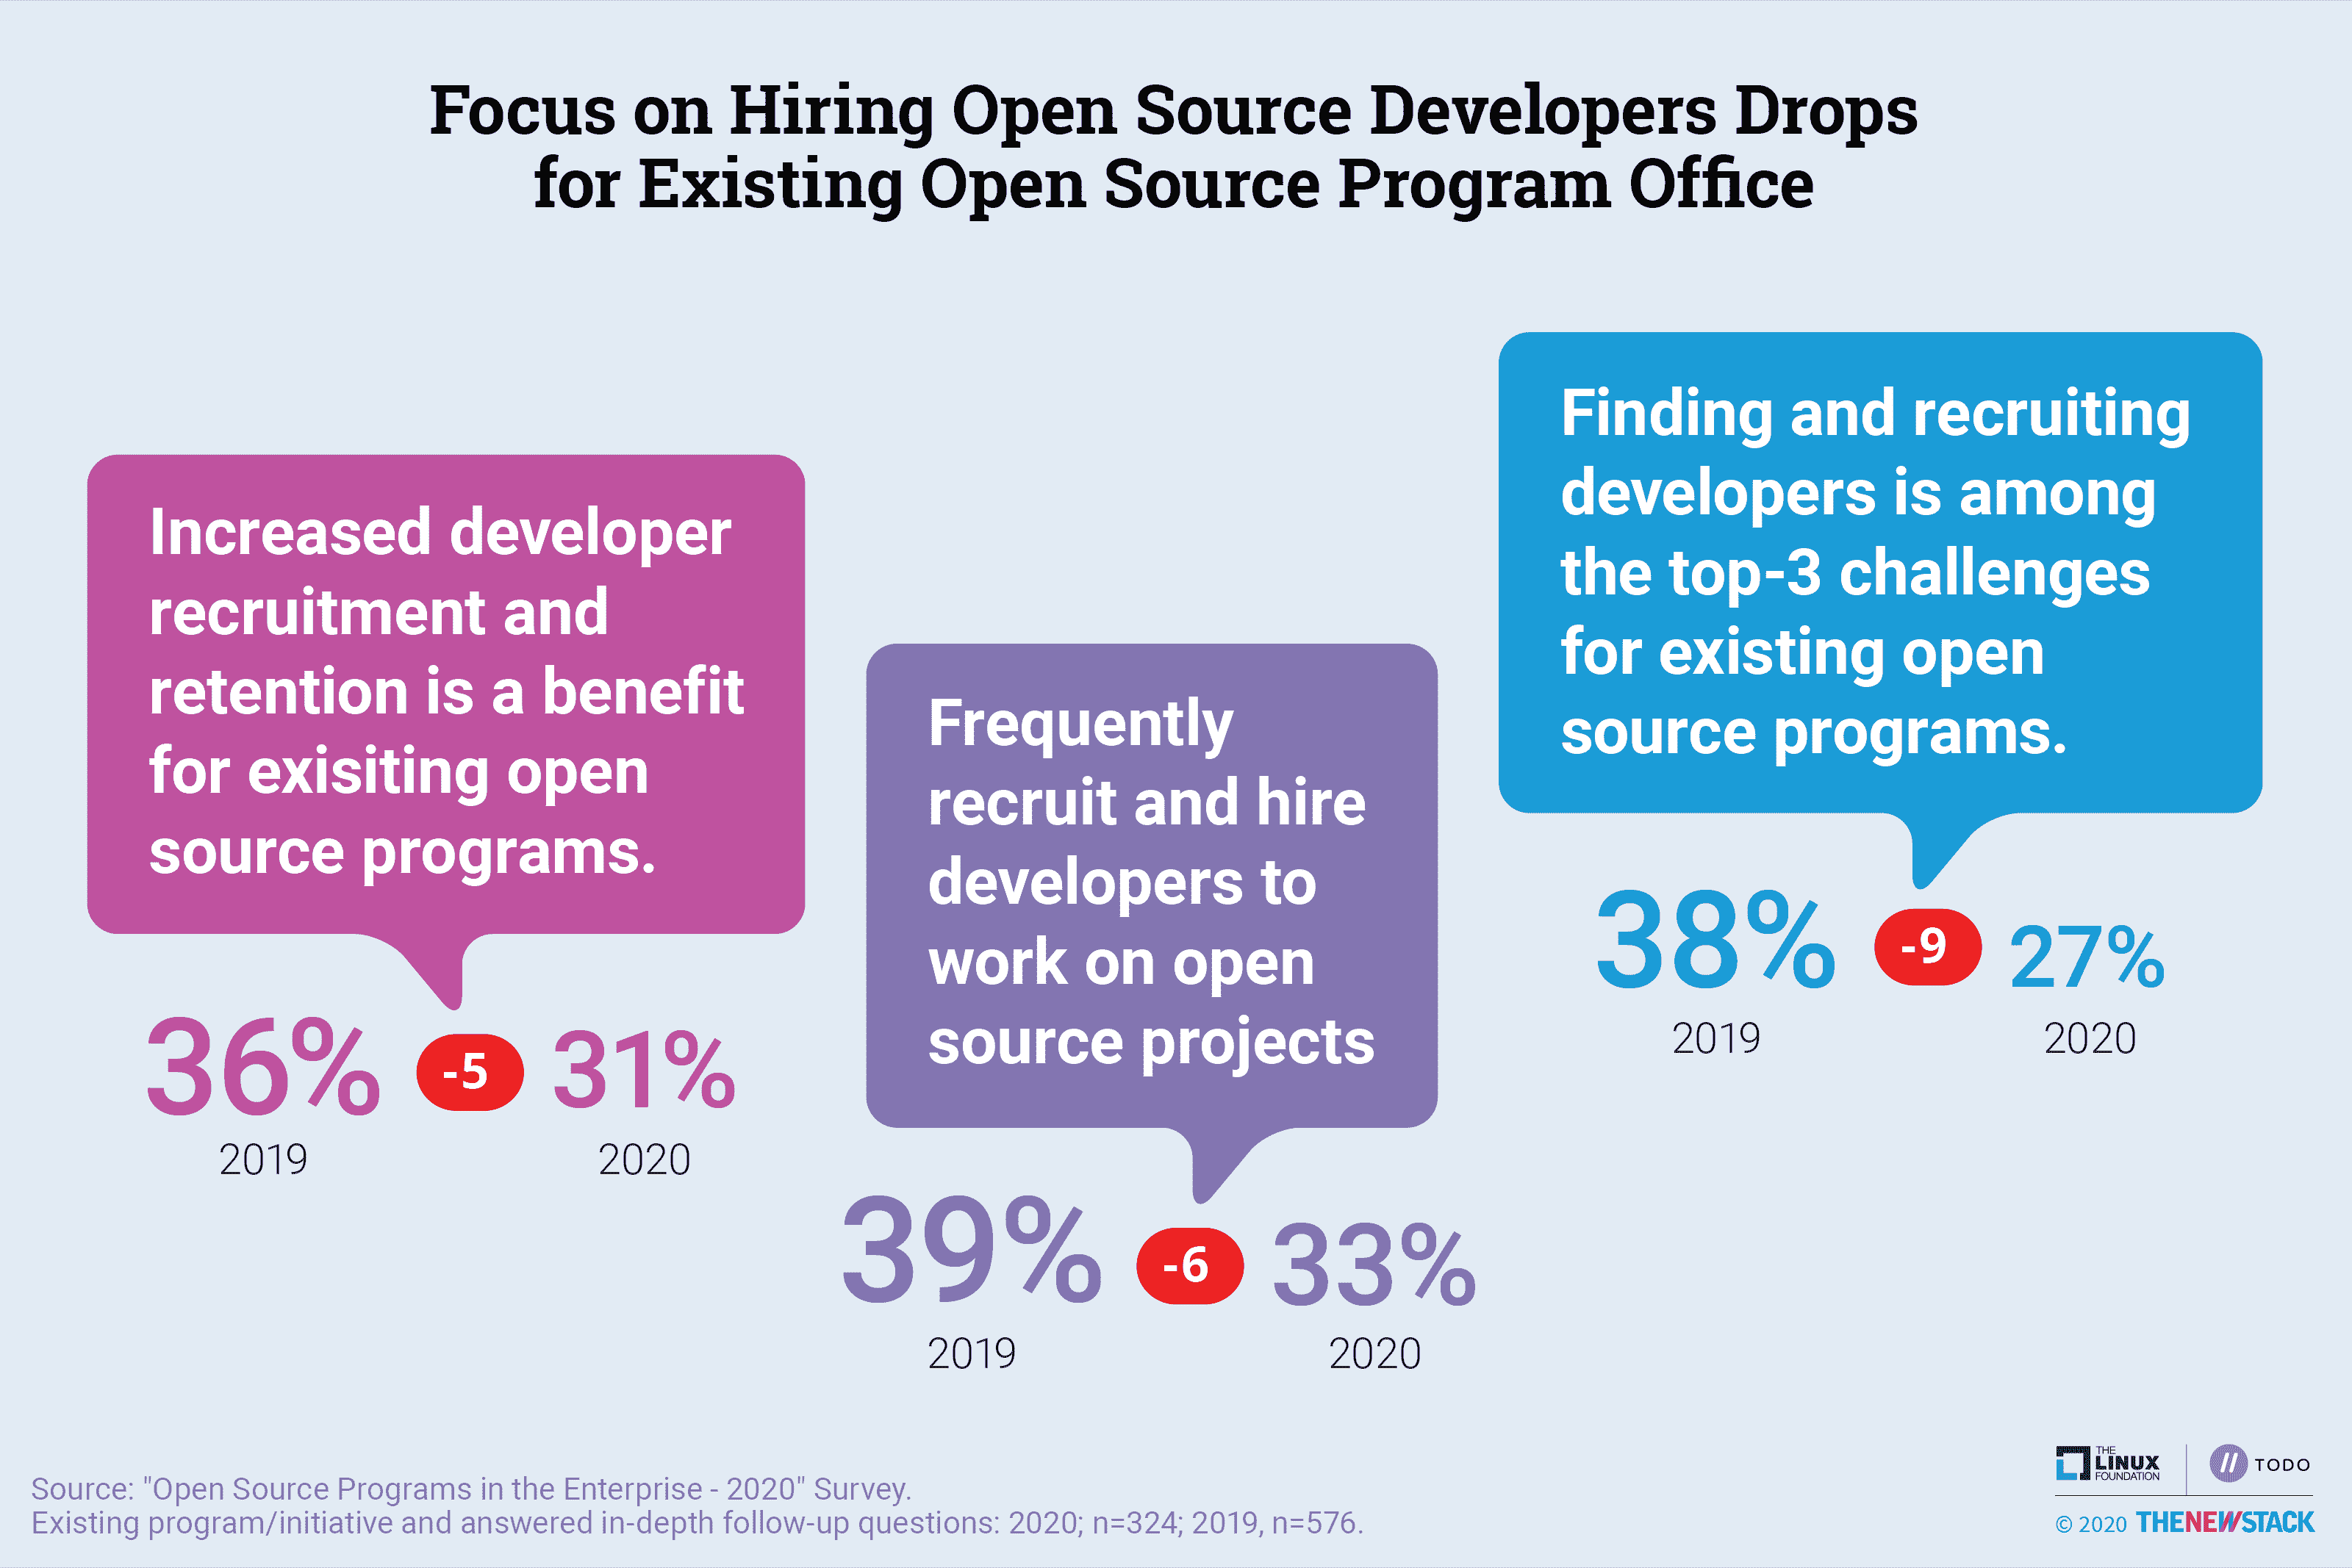 Focus on Hiring Open Source Developers Drops
for Existing Open Source Program Office
Increased developer
recruitment and
retention is a benefit
for exisiting open
source programs.
36% -5 31%
2019 2020
Frequently
recruit and hire
developers to
work on open
source projects
39% -6 33%
2019 2020
Finding and recruiting
developers is among
the top-3 challenges
for existing open
source programs.
38% -9 27%
2019 2020
Source: "Open Source Programs in the Enterprise - 2020" Survey.
Existing program/initiative and answered in-depth follow-up questions: 2020; n=324; 2019, n=576.
THE
LINUX
FOUNDATION
TODO
© 2020 THENEWSTACK